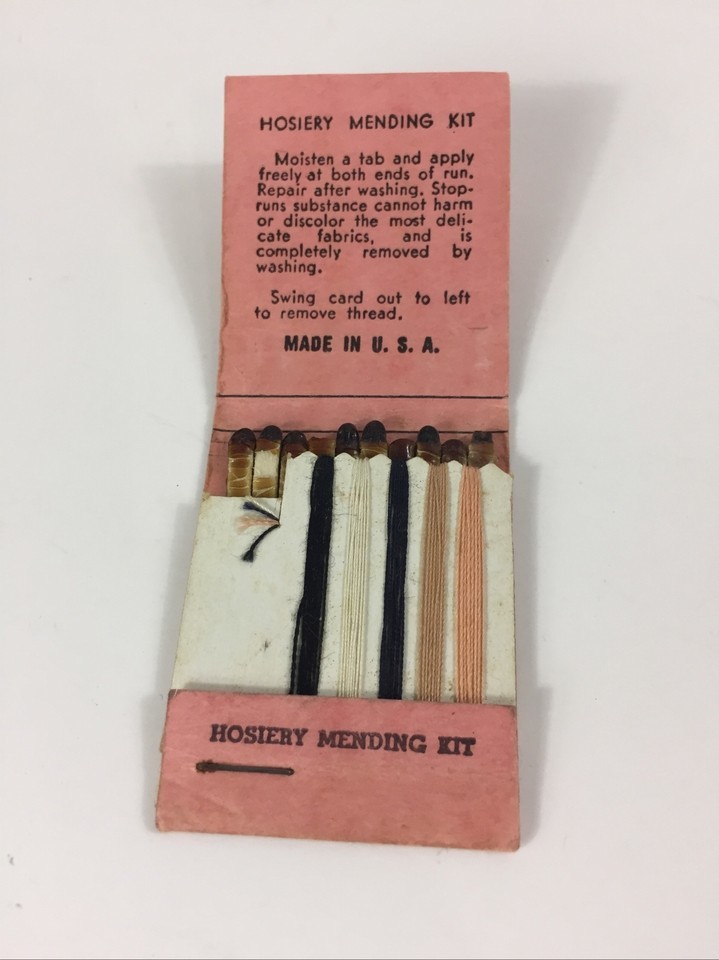 HOSIERY MENDING KIT
Moisten a tab and apply
freely at both ends of run.
Repair after washing. Stop-
runs substance cannot harm
or discolor the most deli-
cate fabrics, and is
completely removed by
washing.
Swing card out to left
to remove thread.
MADE IN U. S. A.
HOSIERY MENDING KIT